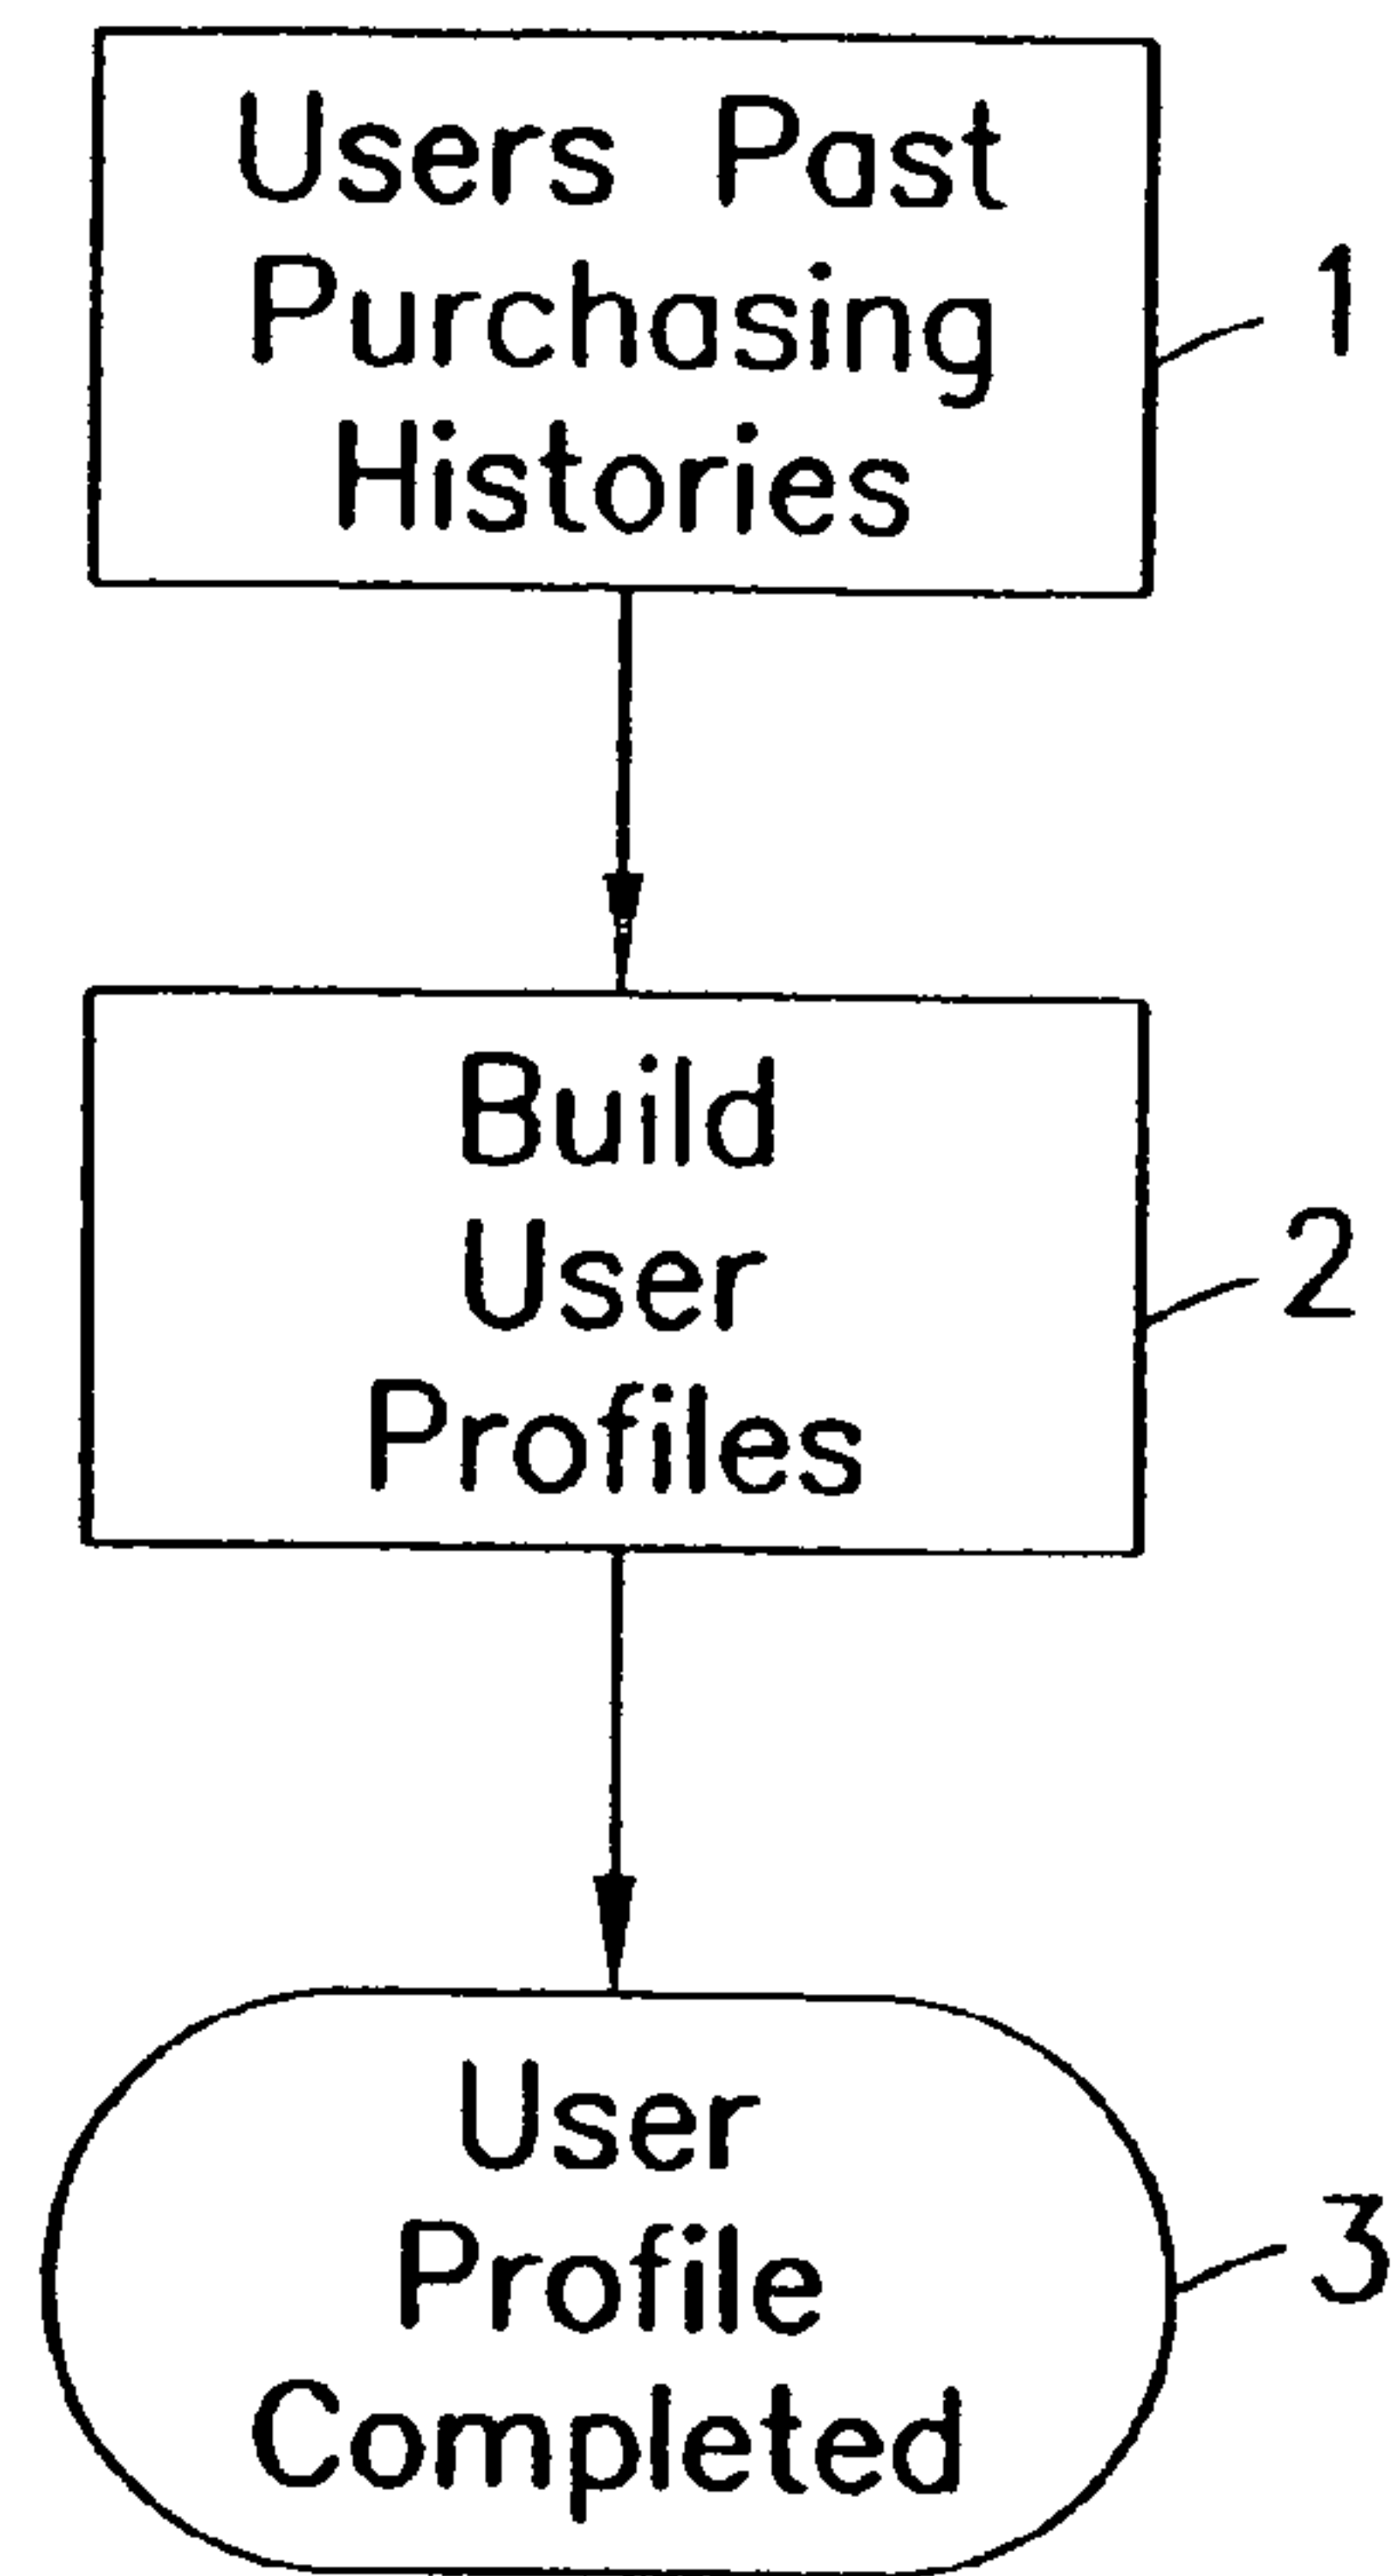 Users Past
Purchasing
Histories
1
Build
User
Profiles
2
User
Profile
Completed
3